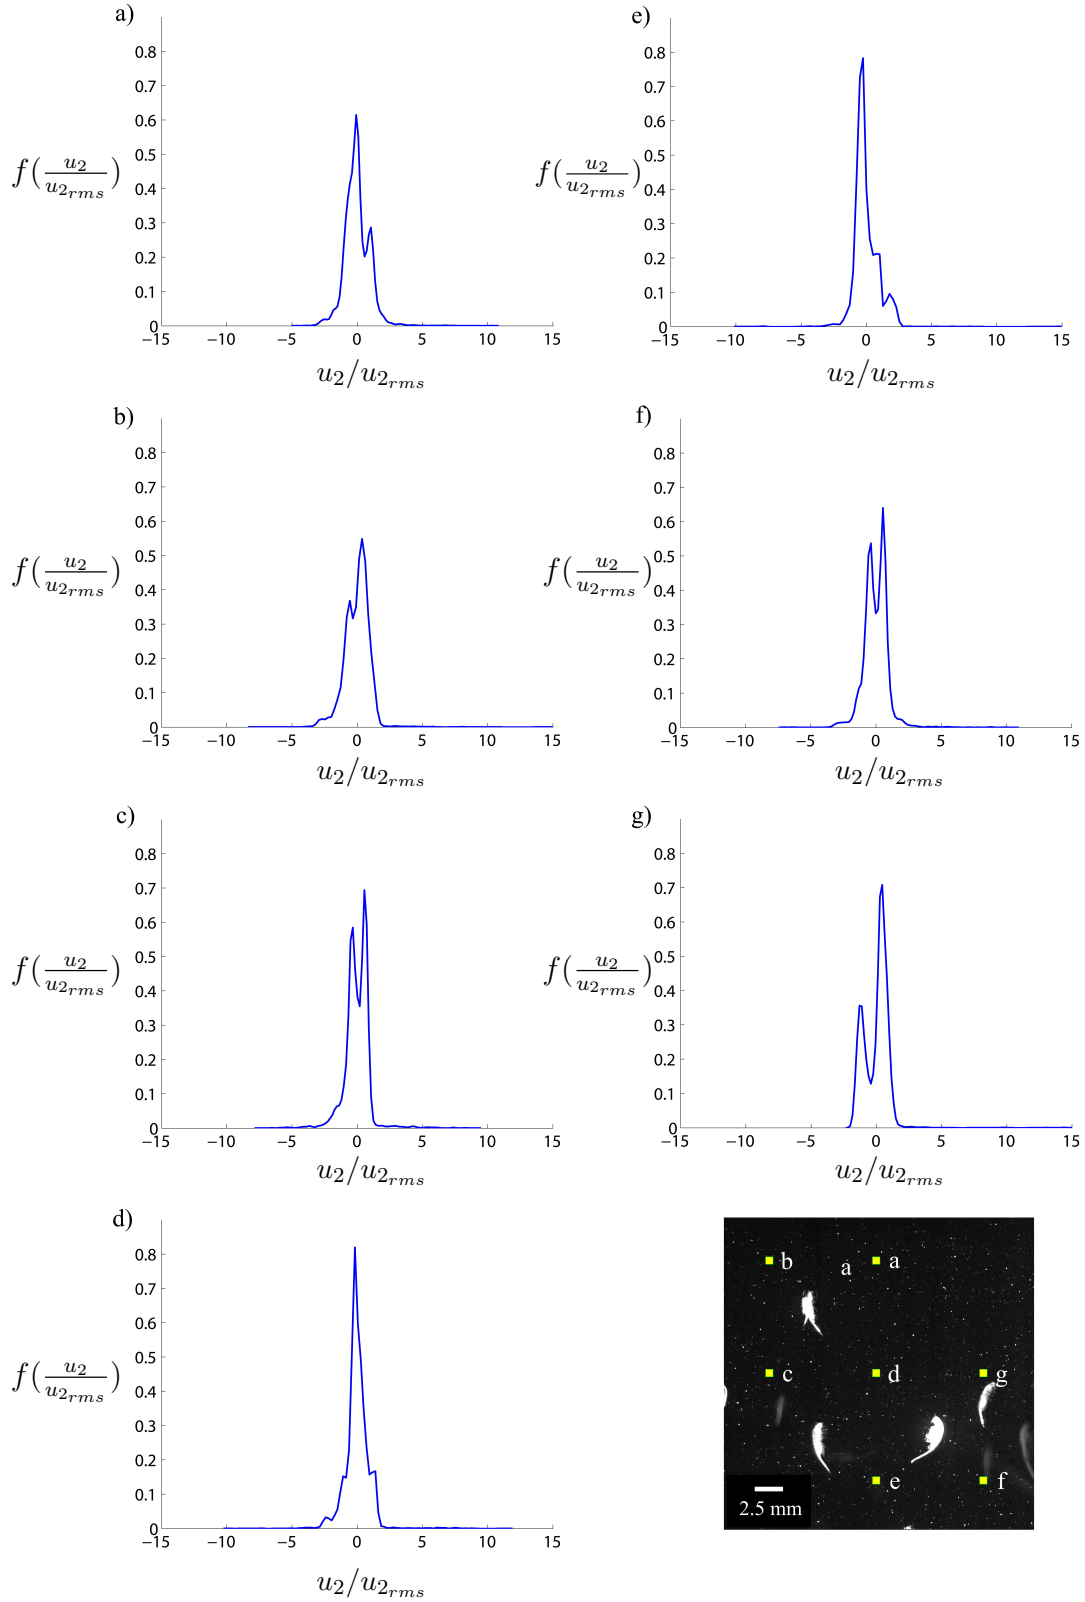 a)
0.8
0.7
0.6
0.5
0.4
0.3
0.2
0.1
0
f(u₂/u₂ᵣₘₛ)
−15 −10 −5 0 5 10 15
u₂/u₂ᵣₘₛ
b)
0.8
0.7
0.6
0.5
0.4
0.3
0.2
0.1
0
f(u₂/u₂ᵣₘₛ)
−15 −10 −5 0 5 10 15
u₂/u₂ᵣₘₛ
c)
0.8
0.7
0.6
0.5
0.4
0.3
0.2
0.1
0
f(u₂/u₂ᵣₘₛ)
−15 −10 −5 0 5 10 15
u₂/u₂ᵣₘₛ
d)
0.8
0.7
0.6
0.5
0.4
0.3
0.2
0.1
0
f(u₂/u₂ᵣₘₛ)
−15 −10 −5 0 5 10 15
u₂/u₂ᵣₘₛ
e)
0.8
0.7
0.6
0.5
0.4
0.3
0.2
0.1
0
f(u₂/u₂ᵣₘₛ)
−15 −10 −5 0 5 10 15
u₂/u₂ᵣₘₛ
f)
0.8
0.7
0.6
0.5
0.4
0.3
0.2
0.1
0
f(u₂/u₂ᵣₘₛ)
−15 −10 −5 0 5 10 15
u₂/u₂ᵣₘₛ
g)
0.8
0.7
0.6
0.5
0.4
0.3
0.2
0.1
0
f(u₂/u₂ᵣₘₛ)
−15 −10 −5 0 5 10 15
u₂/u₂ᵣₘₛ
b a a
c d g
e f
2.5 mm